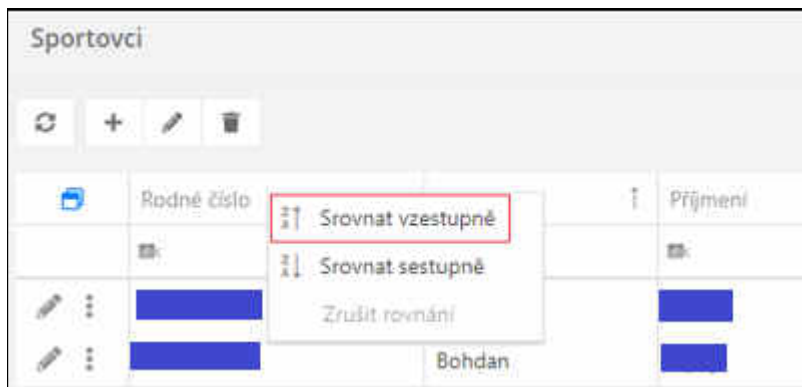 Sportovci
Rodné číslo
Příjmení
Srovnat vzestupně
Srovnat sestupně
Zrušit rovnání
Bohdan